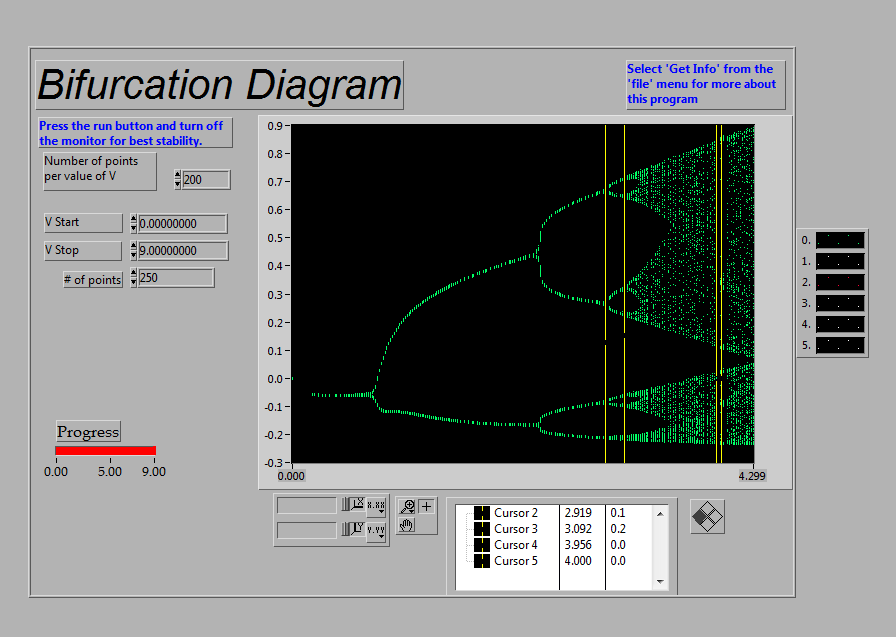 Bifurcation Diagram
Select 'Get Info' from the
'file' menu for more about
this program
Press the run button and turn off
the monitor for best stability.
Number of points
per value of V
200
V Start
0.00000000
V Stop
9.00000000
# of points
250
0.9
0.8
0.7
0.6
0.5
0.4
0.3
0.2
0.1
0.0
-0.1
-0.2
-0.3
0.000
4.299
0.
1.
2.
3.
4.
5.
Progress
0.00 5.00 9.00
X
X.XX
Y
Y.YY
Cursor 2 2.919 0.1
Cursor 3 3.092 0.2
Cursor 4 3.956 0.0
Cursor 5 4.000 0.0